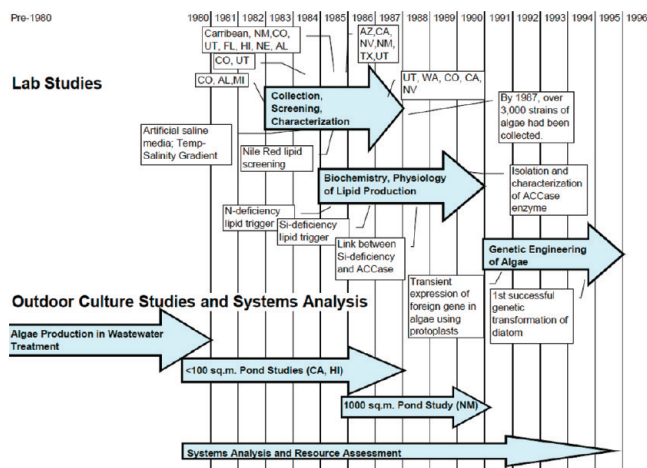 Pre-1980
1980 1981 1982 1983 1984 1985 1986 1987 1988 1989 1990 1991 1992 1993 1994 1995 1996
Carribean, NM,CO,
UT, FL, HI, NE, AL
AZ,CA,
NV,NM,
TX,UT
CO, UT
Lab Studies
CO, AL,MI
UT, WA, CO, CA,
NV
Collection,
Screening,
Characterization
By 1987, over
3,000 strains of
algae had been
collected.
Artificial saline
media; Temp-
Salinity Gradient
Nile Red lipid
screening
Biochemistry, Physiology
of Lipid Production
Isolation and
characterization
of ACCase
enzyme
N-deficiency
lipid trigger
Si-deficiency
lipid trigger
Link between
Si-deficiency
and ACCase
Genetic Engineering
of Algae
Transient
expression of
foreign gene in
algae using
protoplasts
1st successful
genetic
transformation of
diatom
Outdoor Culture Studies and Systems Analysis
Algae Production in Wastewater
Treatment
<100 sq.m. Pond Studies (CA, HI)
1000 sq.m. Pond Study (NM)
Systems Analysis and Resource Assessment